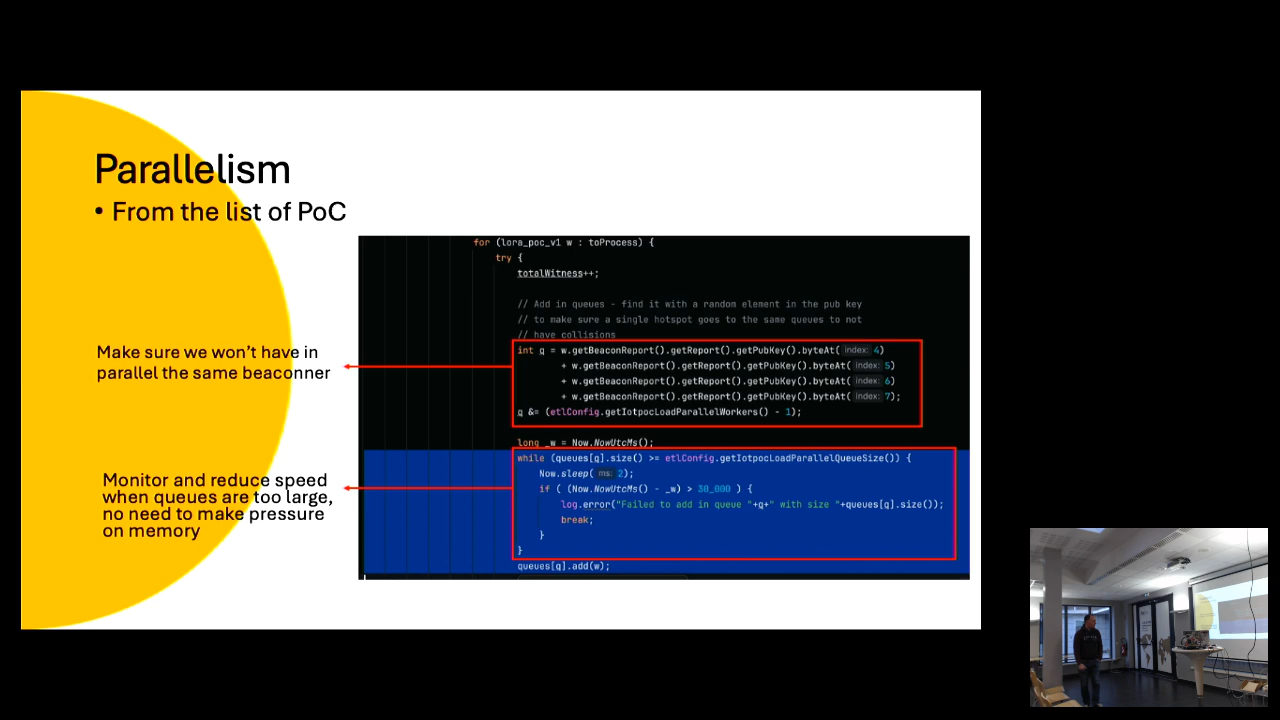 Parallelism
• From the list of PoC
for (lora_poc_v1 w : toProcess) {
try {
totalWitness++;
// Add in queues - find it with a random element in the pub key
// to make sure a single hotspot goes to the same queues to not
// have collisions
int q = w.getBeaconReport().getReport().getPubKey().byteAt( index: 4)
+ w.getBeaconReport().getReport().getPubKey().byteAt( index: 5)
+ w.getBeaconReport().getReport().getPubKey().byteAt( index: 6)
+ w.getBeaconReport().getReport().getPubKey().byteAt( index: 7);
q &= (etlConfig.getIotpocLoadParallelWorkers() - 1);
long _w = Now.NowUtcMs();
while (queues[q].size() >= etlConfig.getIotpocLoadParallelQueueSize()) {
Now.sleep( ms: 2);
if ( (Now.NowUtcMs() - _w) > 30_000 ) {
log.error("Failed to add in queue "+q+" with size "+queues[q].size());
break;
}
}
queues[q].add(w);
Make sure we won't have in
parallel the same beaconner
Monitor and reduce speed
when queues are too large,
no need to make pressure
on memory